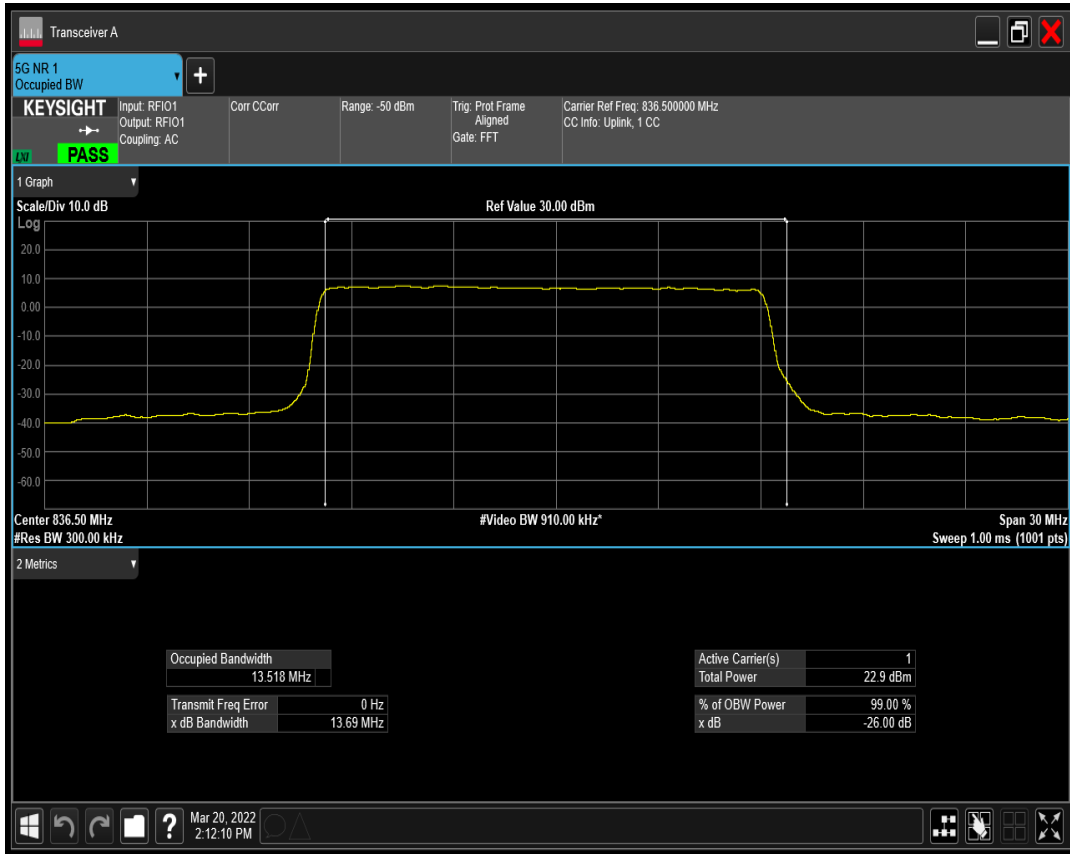 Transceiver A
5G NR 1
Occupied BW
+
KEYSIGHT
LXI
PASS
Input: RFIO1
Output: RFIO1
Coupling: AC
Corr CCorr
Range: -50 dBm
Trig: Prot Frame
Aligned
Gate: FFT
Carrier Ref Freq: 836.500000 MHz
CC Info: Uplink, 1 CC
1 Graph
Scale/Div 10.0 dB
Ref Value 30.00 dBm
Log
20.0
10.0
0.00
-10.0
-20.0
-30.0
-40.0
-50.0
-60.0
Center 836.50 MHz
#Video BW 910.00 kHz*
Span 30 MHz
#Res BW 300.00 kHz
Sweep 1.00 ms (1001 pts)
2 Metrics
Occupied Bandwidth
13.518 MHz
Transmit Freq Error 0 Hz
x dB Bandwidth 13.69 MHz
Active Carrier(s) 1
Total Power 22.9 dBm
% of OBW Power 99.00 %
x dB -26.00 dB
?
Mar 20, 2022
2:12:10 PM